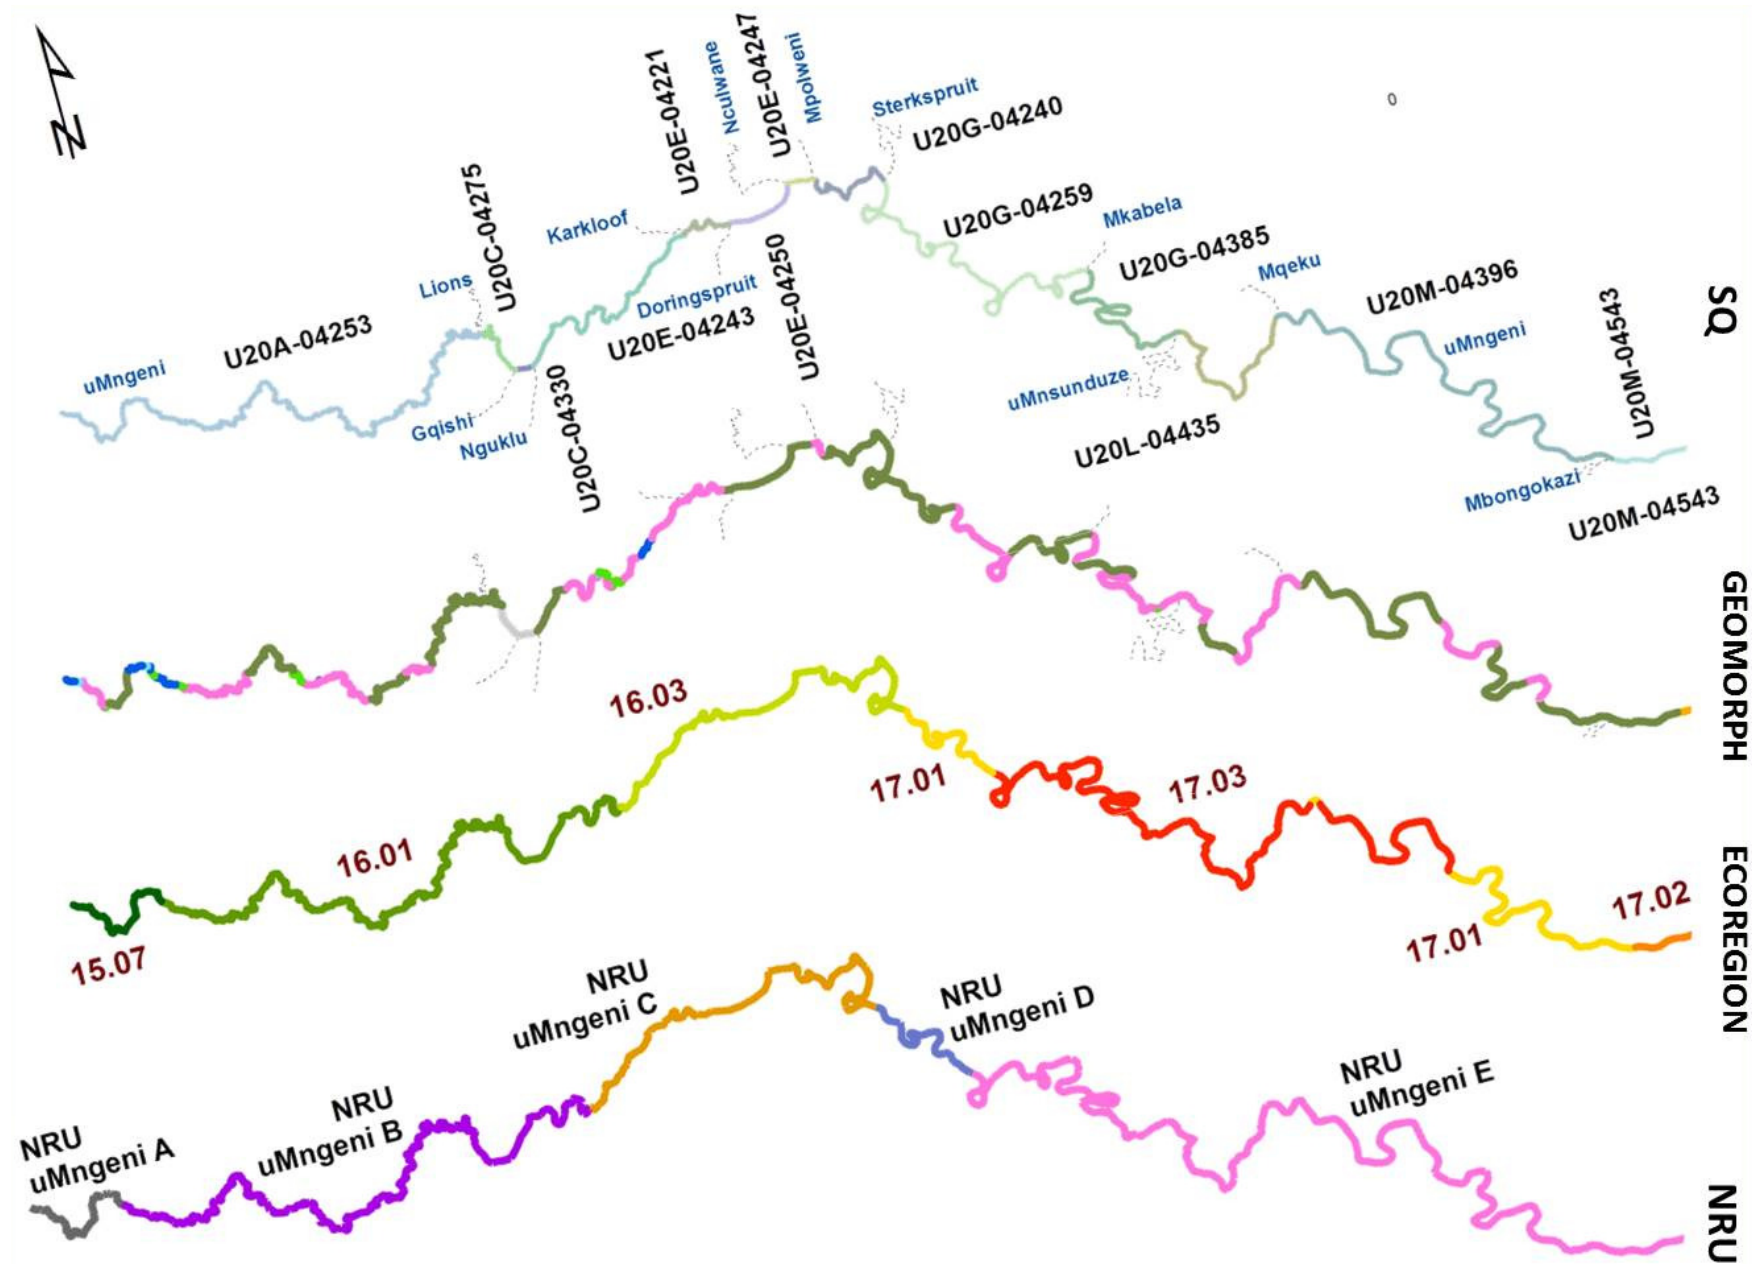 N
0
SQ
uMngeni
U20A-04253
Lions
U20C-04275
Gqishi
Nguklu
U20C-04330
Karkloof
U20E-04221
Doringspruit
U20E-04243
Nculwane
U20E-04247
Mpolweni
U20E-04250
Sterkspruit
U20G-04240
U20G-04259
Mkabela
U20G-04385
uMnsunduze
U20L-04435
Mqeku
U20M-04396
uMngeni
U20M-04543
Mbongokazi
U20M-04543
GEOMORPH
ECOREGION
15.07
16.01
16.03
17.01
17.03
17.01
17.02
NRU
NRU
uMngeni A
NRU
uMngeni B
NRU
uMngeni C
NRU
uMngeni D
NRU
uMngeni E